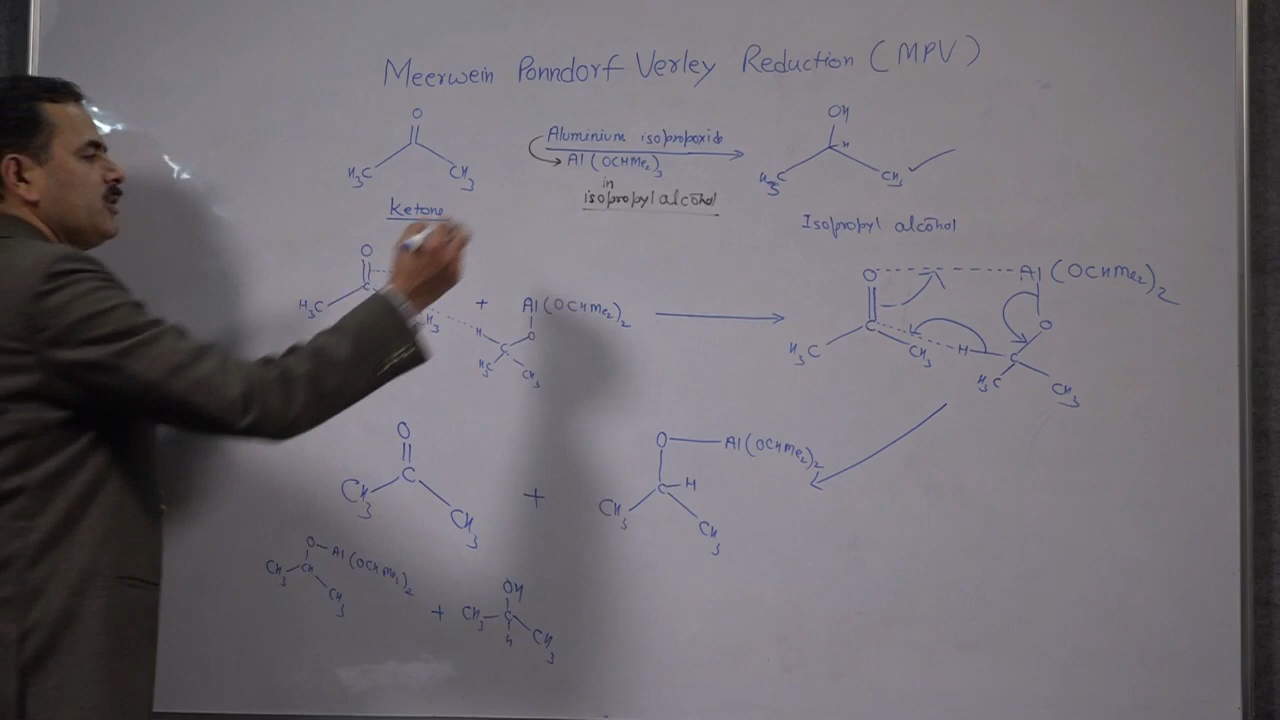 Meerwein Ponndorf Verley Reduction (MPV)
O
H3C CH3
Ketone
Aluminium isopropoxide
Al(OCHMe2)3
in
isopropyl alcohol
OH
H
H3C CH3
Isopropyl alcohol
O
C
H3C
H3
+
Al(OCHMe2)2
O
H
C
H3C CH3
O Al(OCHMe2)2
O
C
H3C CH3
H C
H3C CH3
O
C
CH3 CH3
+
O Al(OCHMe2)2
C H
CH3 CH3
O Al(OCHMe2)2
CH3 CH
CH3
+
OH
CH3 C
H CH3